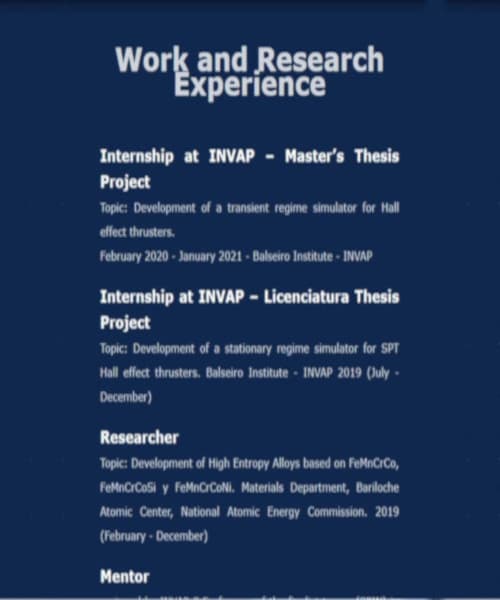 Work and Research
Experience
Internship at INVAP – Master's Thesis
Project
Topic: Development of a transient regime simulator for Hall
effect thrusters.
February 2020 - January 2021 - Balseiro Institute - INVAP
Internship at INVAP – Licenciatura Thesis
Project
Topic: Development of a stationary regime simulator for SPT
Hall effect thrusters. Balseiro Institute - INVAP 2019 (July -
December)
Researcher
Topic: Development of High Entropy Alloys based on FeMnCrCo,
FeMnCrCoSi y FeMnCrCoNi. Materials Department, Bariloche
Atomic Center, National Atomic Energy Commission. 2019
(February - December)
Mentor